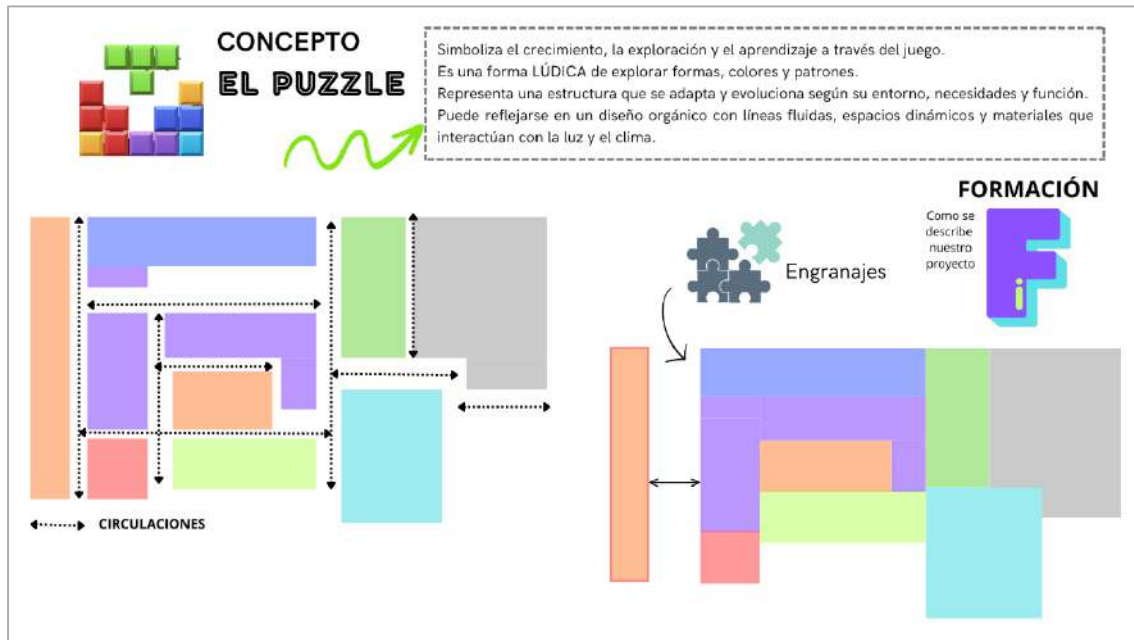 CONCEPTO
EL PUZZLE
Simboliza el crecimiento, la exploración y el aprendizaje a través del juego.
Es una forma LÚDICA de explorar formas, colores y patrones.
Representa una estructura que se adapta y evoluciona según su entorno, necesidades y función.
Puede reflejarse en un diseño orgánico con líneas fluidas, espacios dinámicos y materiales que
interactúan con la luz y el clima.
FORMACIÓN
Como se
describe
nuestro
proyecto
Fi
Engranajes
CIRCULACIONES